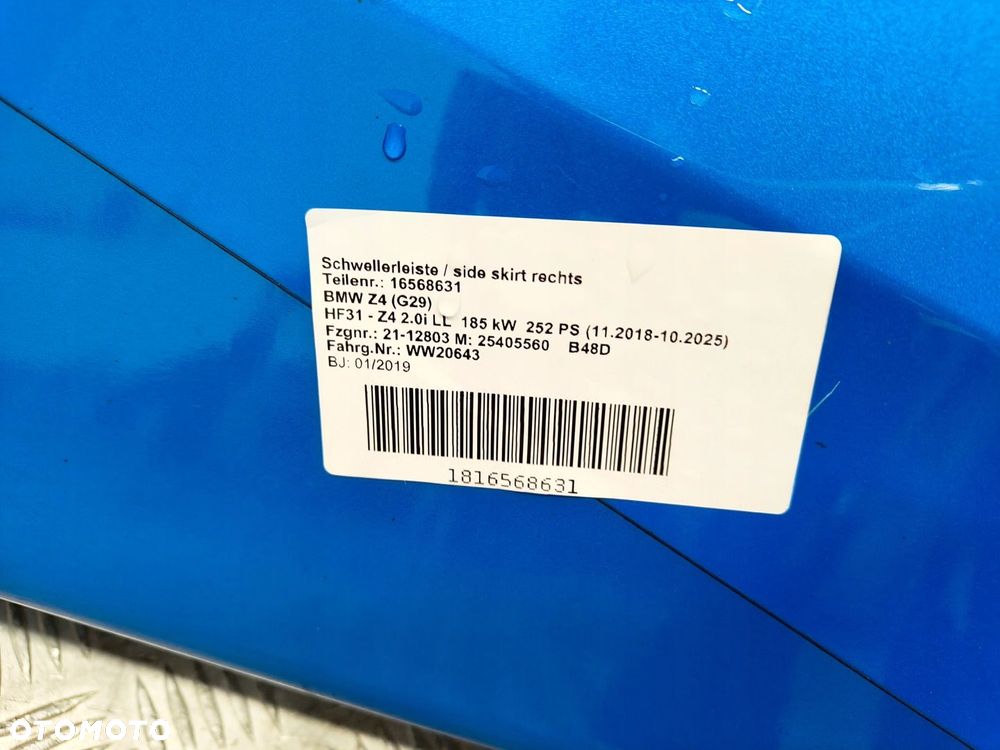 Schwellerleiste / side skirt rechts
Teilenr.: 16568631
BMW Z4 (G29)
HF31 - Z4 2.0i LL 185 kW 252 PS (11.2018-10.2025)
Fzgnr.: 21-12803 M: 25405560 B48D
Fahrg.Nr.: WW20643
BJ: 01/2019
1816568631
OTOMOTO